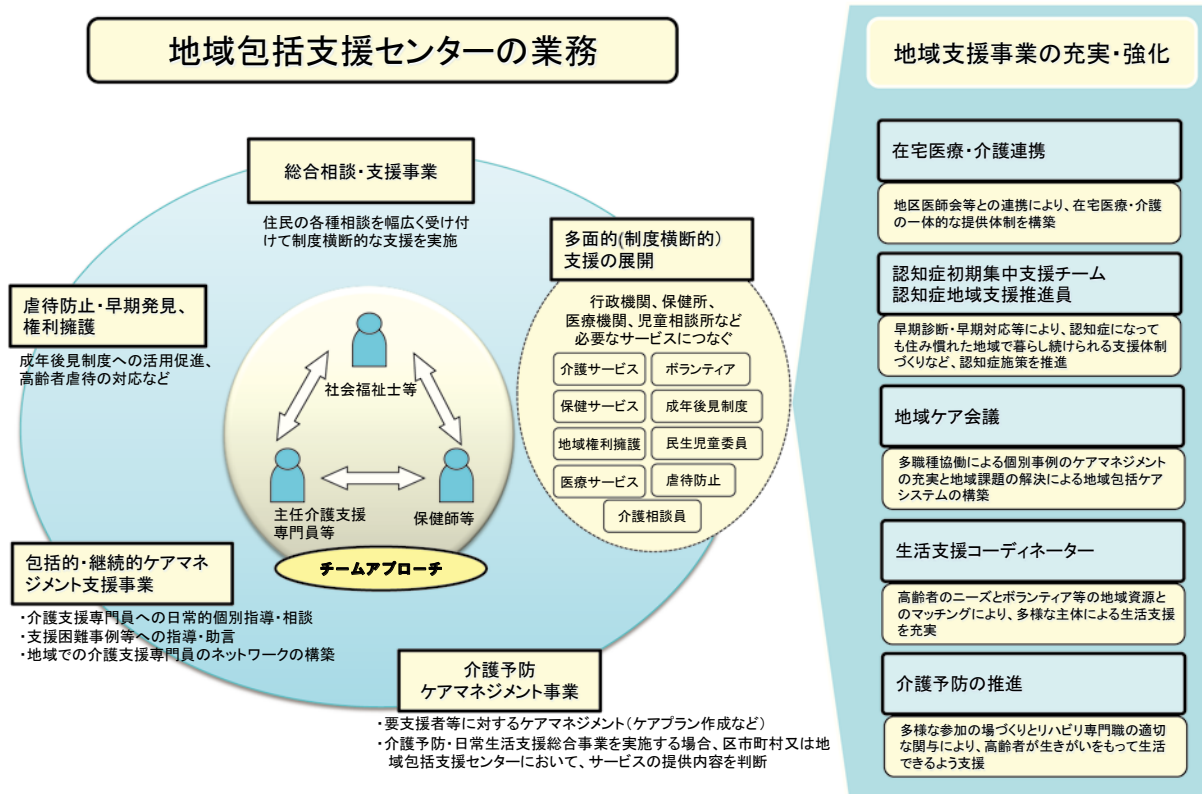 地域包括支援センターの業務
総合相談・支援事業
住民の各種相談を幅広く受け付
けて制度横断的な支援を実施
虐待防止・早期発見、
権利擁護
成年後見制度への活用促進、
高齢者虐待の対応など
多面的(制度横断的)
支援の展開
行政機関、保健所、
医療機関、児童相談所など
必要なサービスにつなぐ
介護サービス
ボランティア
保健サービス
成年後見制度
地域権利擁護
民生児童委員
医療サービス
虐待防止
介護相談員
社会福祉士等
主任介護支援
専門員等
保健師等
チームアプローチ
包括的・継続的ケアマネ
ジメント支援事業
・介護支援専門員への日常的個別指導・相談
・支援困難事例等への指導・助言
・地域での介護支援専門員のネットワークの構築
介護予防
ケアマネジメント事業
・要支援者等に対するケアマネジメント(ケアプラン作成など)
・介護予防・日常生活支援総合事業を実施する場合、区市町村又は地
域包括支援センターにおいて、サービスの提供内容を判断
地域支援事業の充実・強化
在宅医療・介護連携
地区医師会等との連携により、在宅医療・介護
の一体的な提供体制を構築
認知症初期集中支援チーム
認知症地域支援推進員
早期診断・早期対応等により、認知症になって
も住み慣れた地域で暮らし続けられる支援体制
づくりなど、認知症施策を推進
地域ケア会議
多職種協働による個別事例のケアマネジメント
の充実と地域課題の解決による地域包括ケア
システムの構築
生活支援コーディネーター
高齢者のニーズとボランティア等の地域資源と
のマッチングにより、多様な主体による生活支援
を充実
介護予防の推進
多様な参加の場づくりとリハビリ専門職の適切
な関与により、高齢者が生きがいをもって生活
できるよう支援